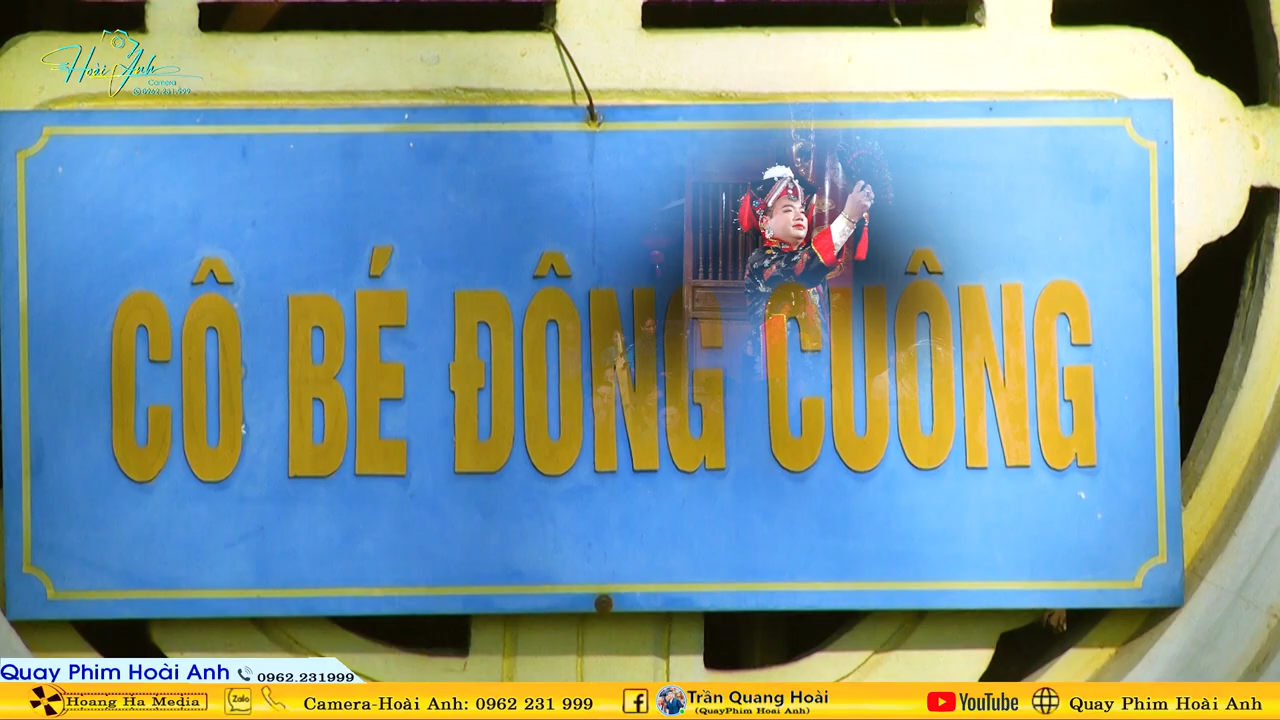 Hoài Anh
Camera
0962.231.999
CÔ BÉ ĐÔNG CUÔNG
Quay Phim Hoài Anh 0962.231999
Hoang Ha Media Zalo Camera-Hoài Anh: 0962 231 999 Trần Quang Hoài YouTube Quay Phim Hoài Anh
(QuayPhim Hoài Anh)